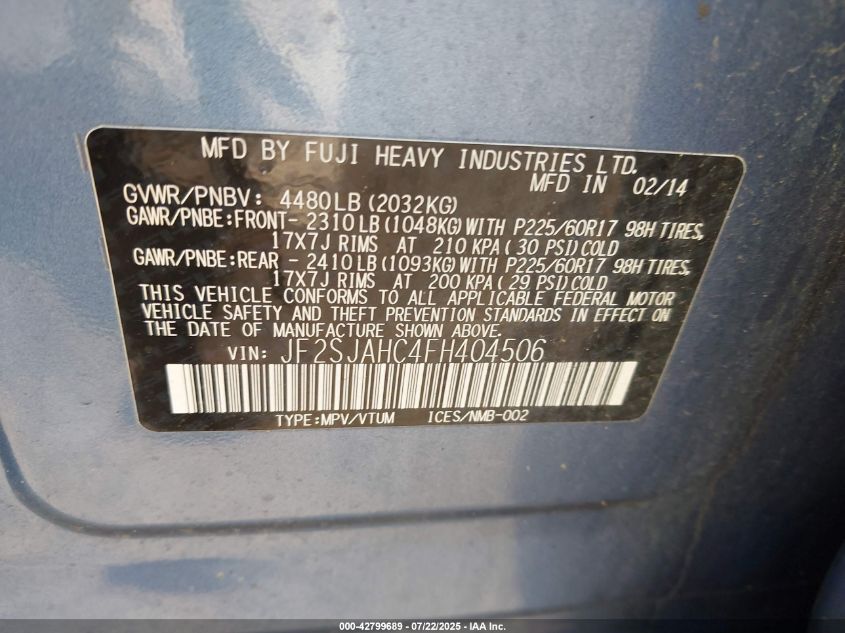 MFD BY FUJI HEAVY INDUSTRIES LTD.
MFD IN 02/14
GVWR/PNBV: 4480LB(2032KG)
GAWR/PNBE:FRONT- 2310LB(1048KG)WITH P225/60R17 98H TIRES,
17X7J RIMS AT 210 KPA( 30 PSI)COLD
GAWR/PNBE:REAR - 2410LB(1093KG)WITH P225/60R17 98H TIRES,
17X7J RIMS AT 200 KPA( 29 PSI)COLD
THIS VEHICLE CONFORMS TO ALL APPLICABLE FEDERAL MOTOR
VEHICLE SAFETY AND THEFT PREVENTION STANDARDS IN EFFECT ON
THE DATE OF MANUFACTURE SHOWN ABOVE.
VIN: JF2SJAHC4FH404506
TYPE:MPV/VTUM ICES/NMB-002
000-42799689 - 07/22/2025 - IAA Inc.